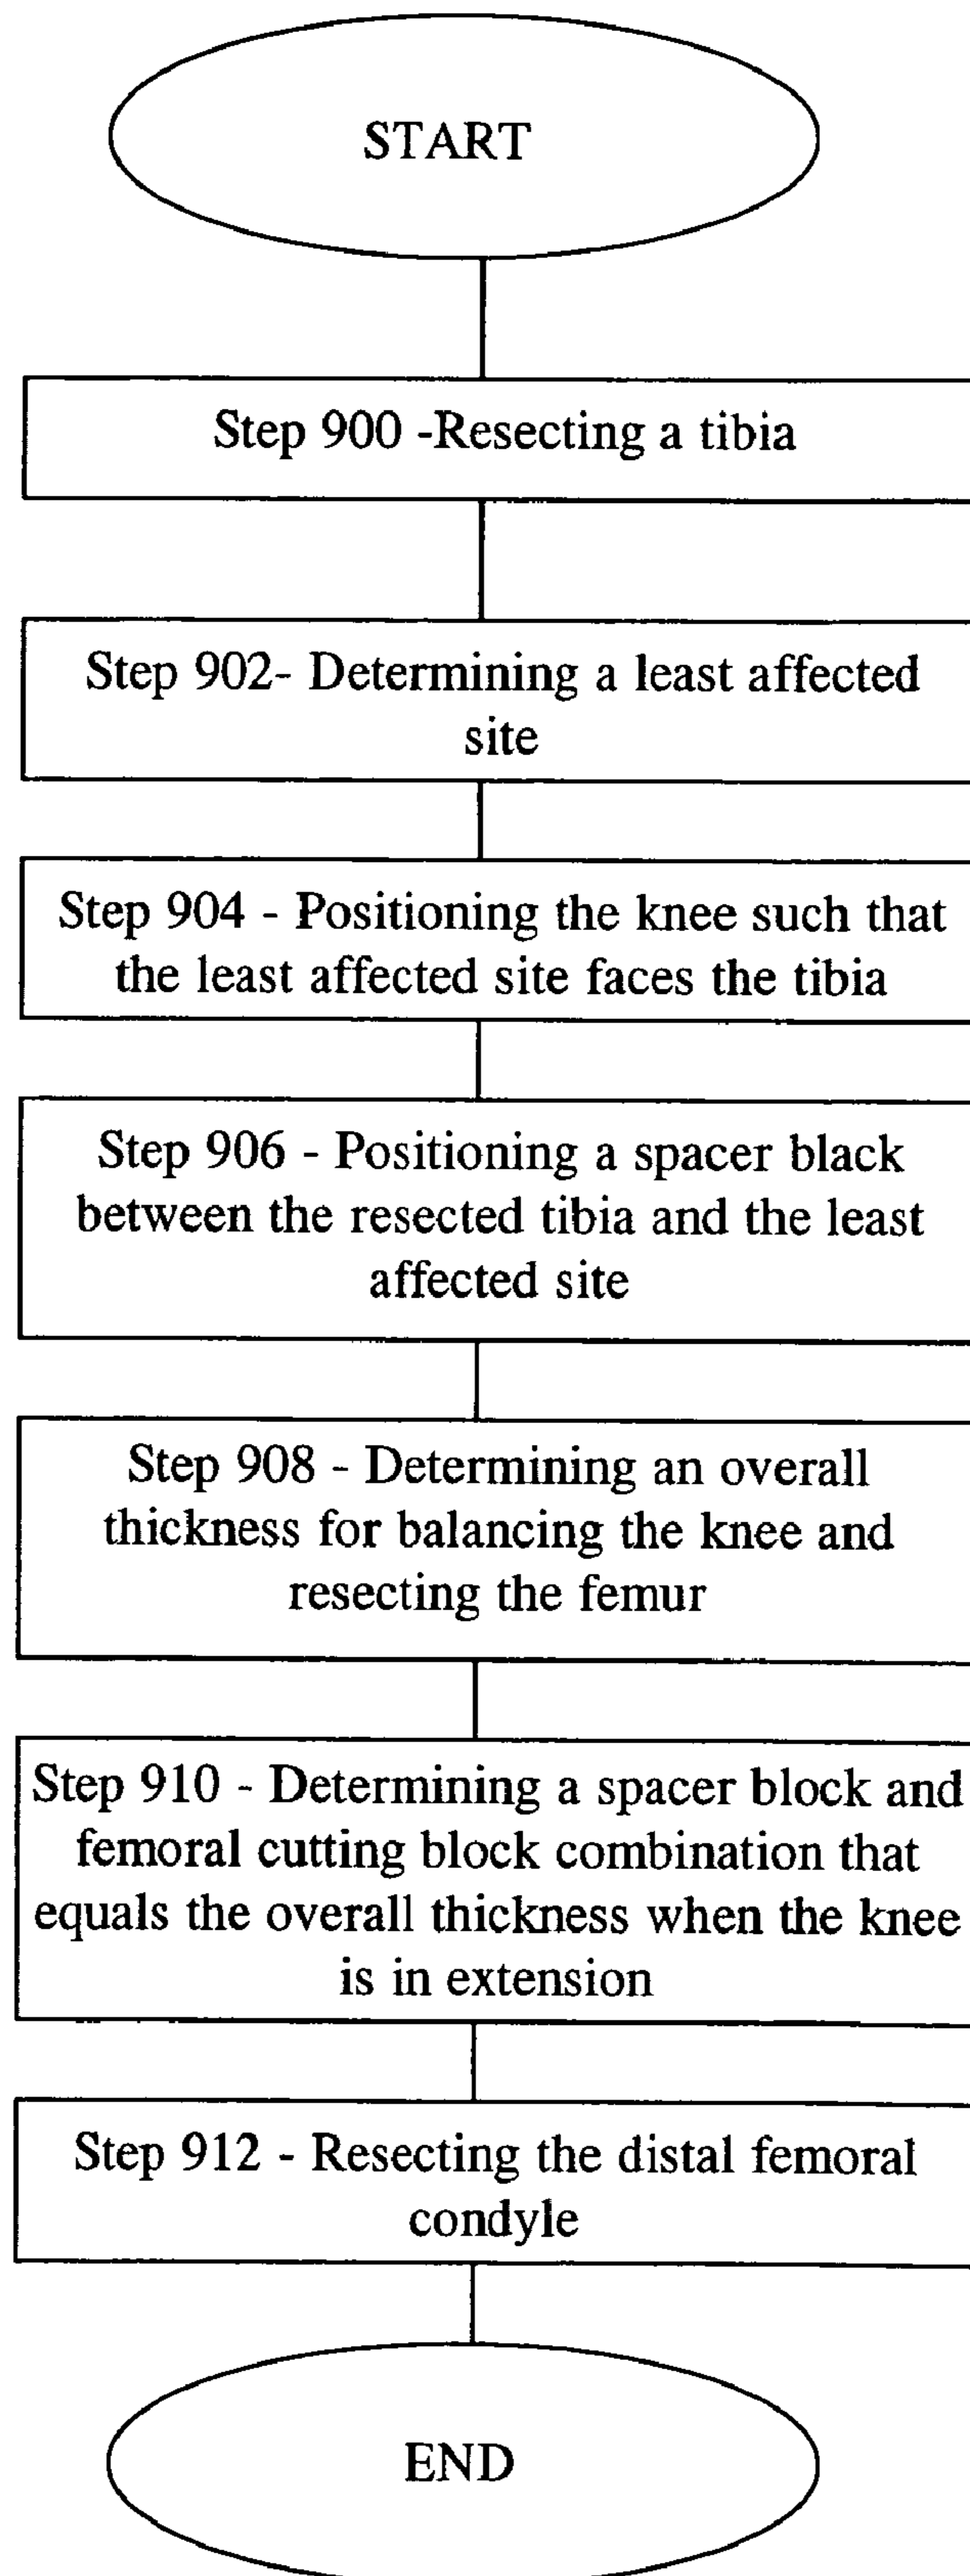 START
Step 900 -Resecting a tibia
Step 902- Determining a least affected
site
Step 904 - Positioning the knee such that
the least affected site faces the tibia
Step 906 - Positioning a spacer black
between the resected tibia and the least
affected site
Step 908 - Determining an overall
thickness for balancing the knee and
resecting the femur
Step 910 - Determining a spacer block and
femoral cutting block combination that
equals the overall thickness when the knee
is in extension
Step 912 - Resecting the distal femoral
condyle
END